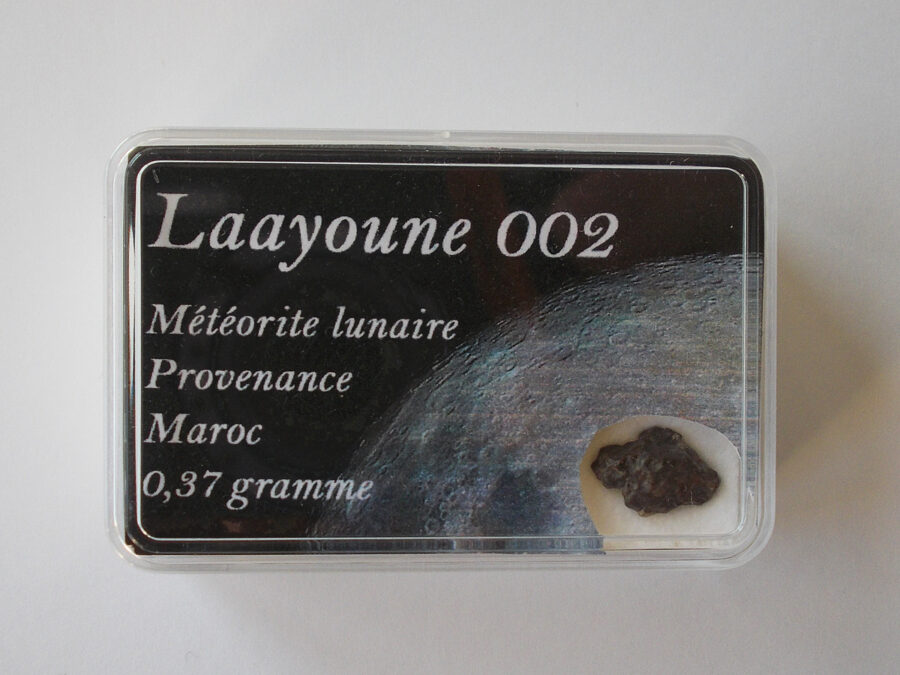 Laayoune 002
Météorite lunaire
Provenance
Maroc
0,37 gramme